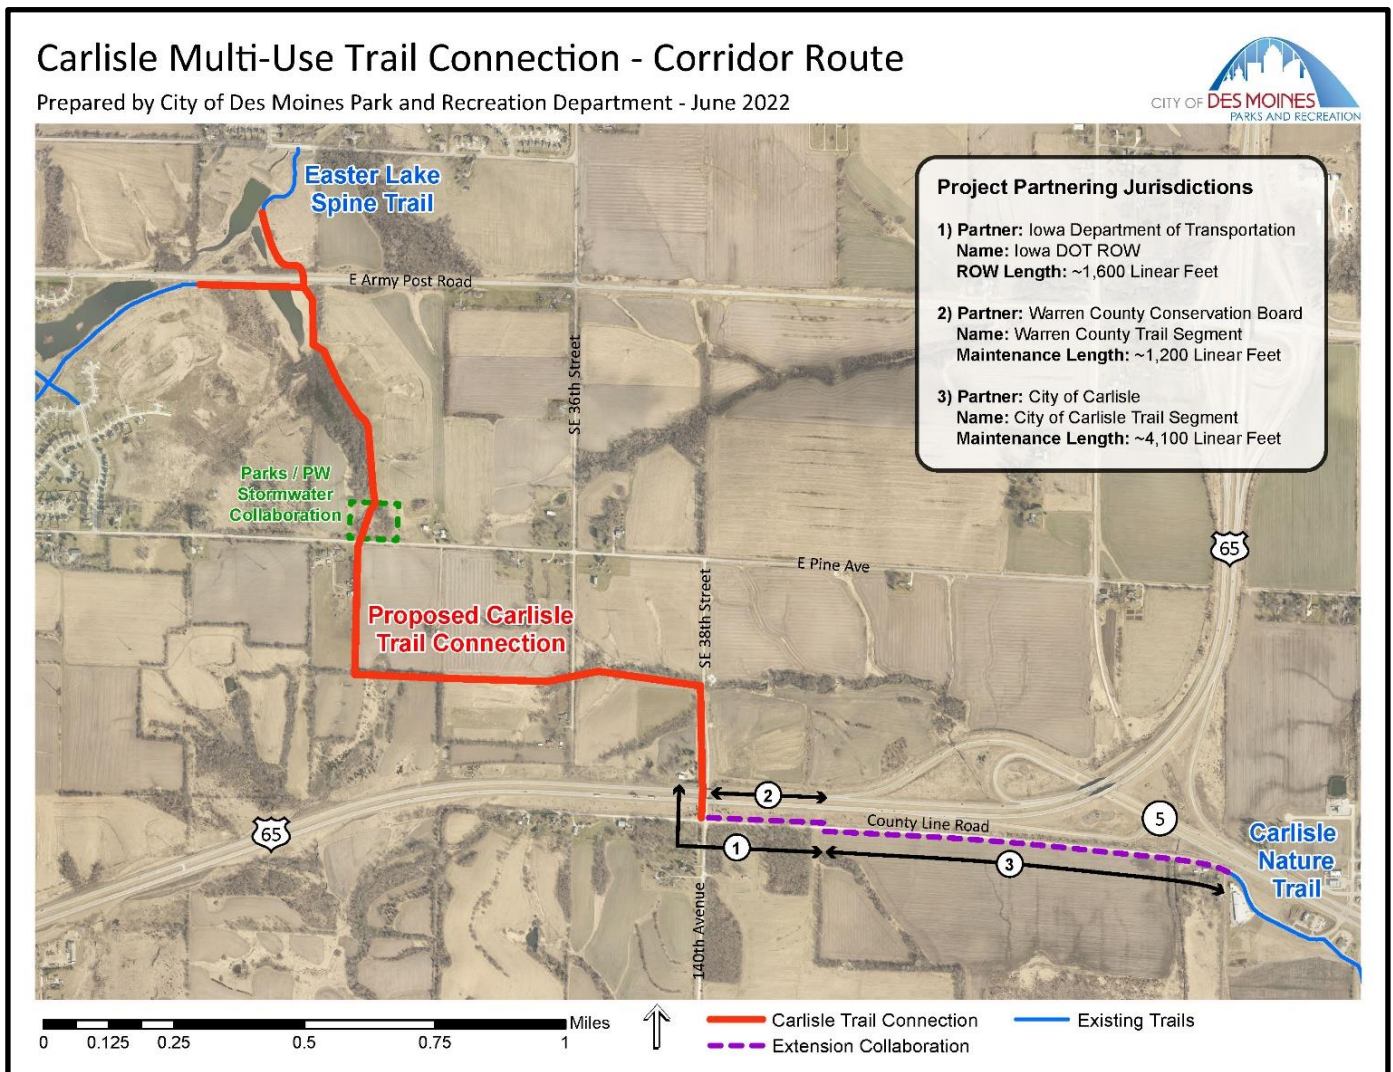 Carlisle Multi-Use Trail Connection - Corridor Route
Prepared by City of Des Moines Park and Recreation Department - June 2022
CITY OF DES MOINES
PARKS AND RECREATION
Easter Lake
Spine Trail
E Army Post Road
Project Partnering Jurisdictions
1) Partner: Iowa Department of Transportation
Name: Iowa DOT ROW
ROW Length: ~1,600 Linear Feet
2) Partner: Warren County Conservation Board
Name: Warren County Trail Segment
Maintenance Length: ~1,200 Linear Feet
3) Partner: City of Carlisle
Name: City of Carlisle Trail Segment
Maintenance Length: ~4,100 Linear Feet
SE 36th Street
Parks / PW
Stormwater
Collaboration
65
E Pine Ave
SE 38th Street
Proposed Carlisle
Trail Connection
2
65
County Line Road
5
1
3
Carlisle
Nature
Trail
140th Avenue
Miles
0 0.125 0.25 0.5 0.75 1
Carlisle Trail Connection
Existing Trails
Extension Collaboration